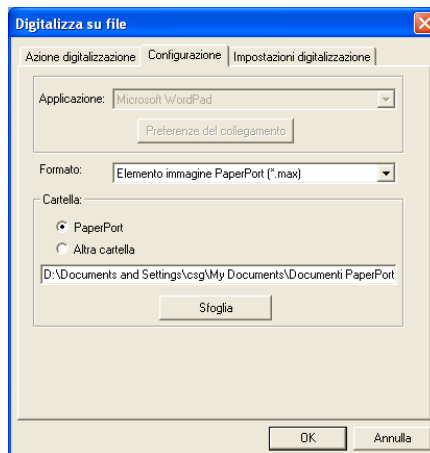 Digitalizza su file
Azione digitalizzazione Configurazione Impostazioni digitalizzazione
Applicazione: Microsoft WordPad
Preferenze del collegamento
Formato: Elemento immagine PaperPort (*.max)
Cartella:
PaperPort
Altra cartella
D:\Documents and Settings\csg\My Documents\Documenti PaperPort
Sfoglia
OK Annulla